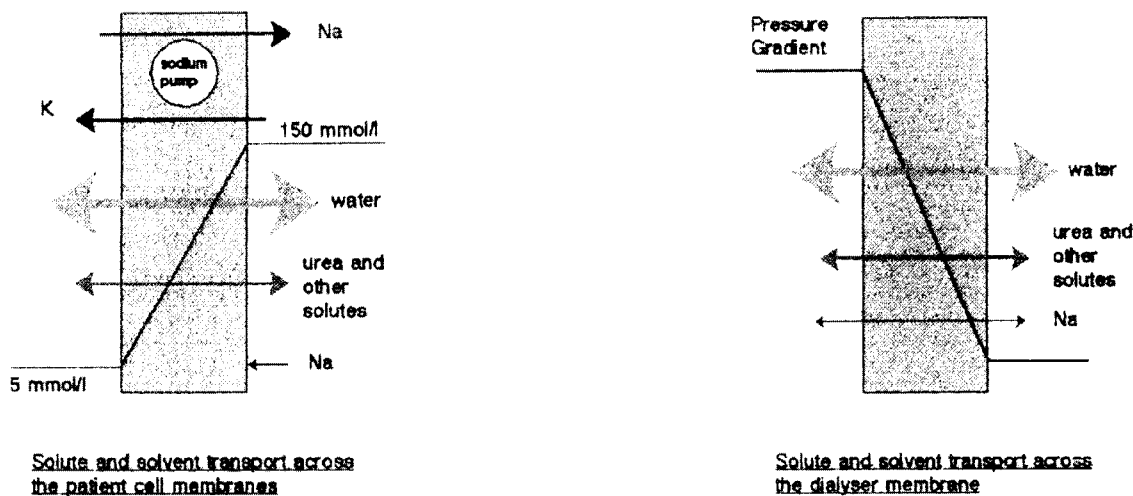 Na
sodium
pump
K
150 mmol/l
water
urea and
other
solutes
Na
5 mmol/l
Solute and solvent transport across
the patient cell membranes
Pressure
Gradient
water
urea and
other
solutes
Na
Solute and solvent transport across
the dialyser membrane